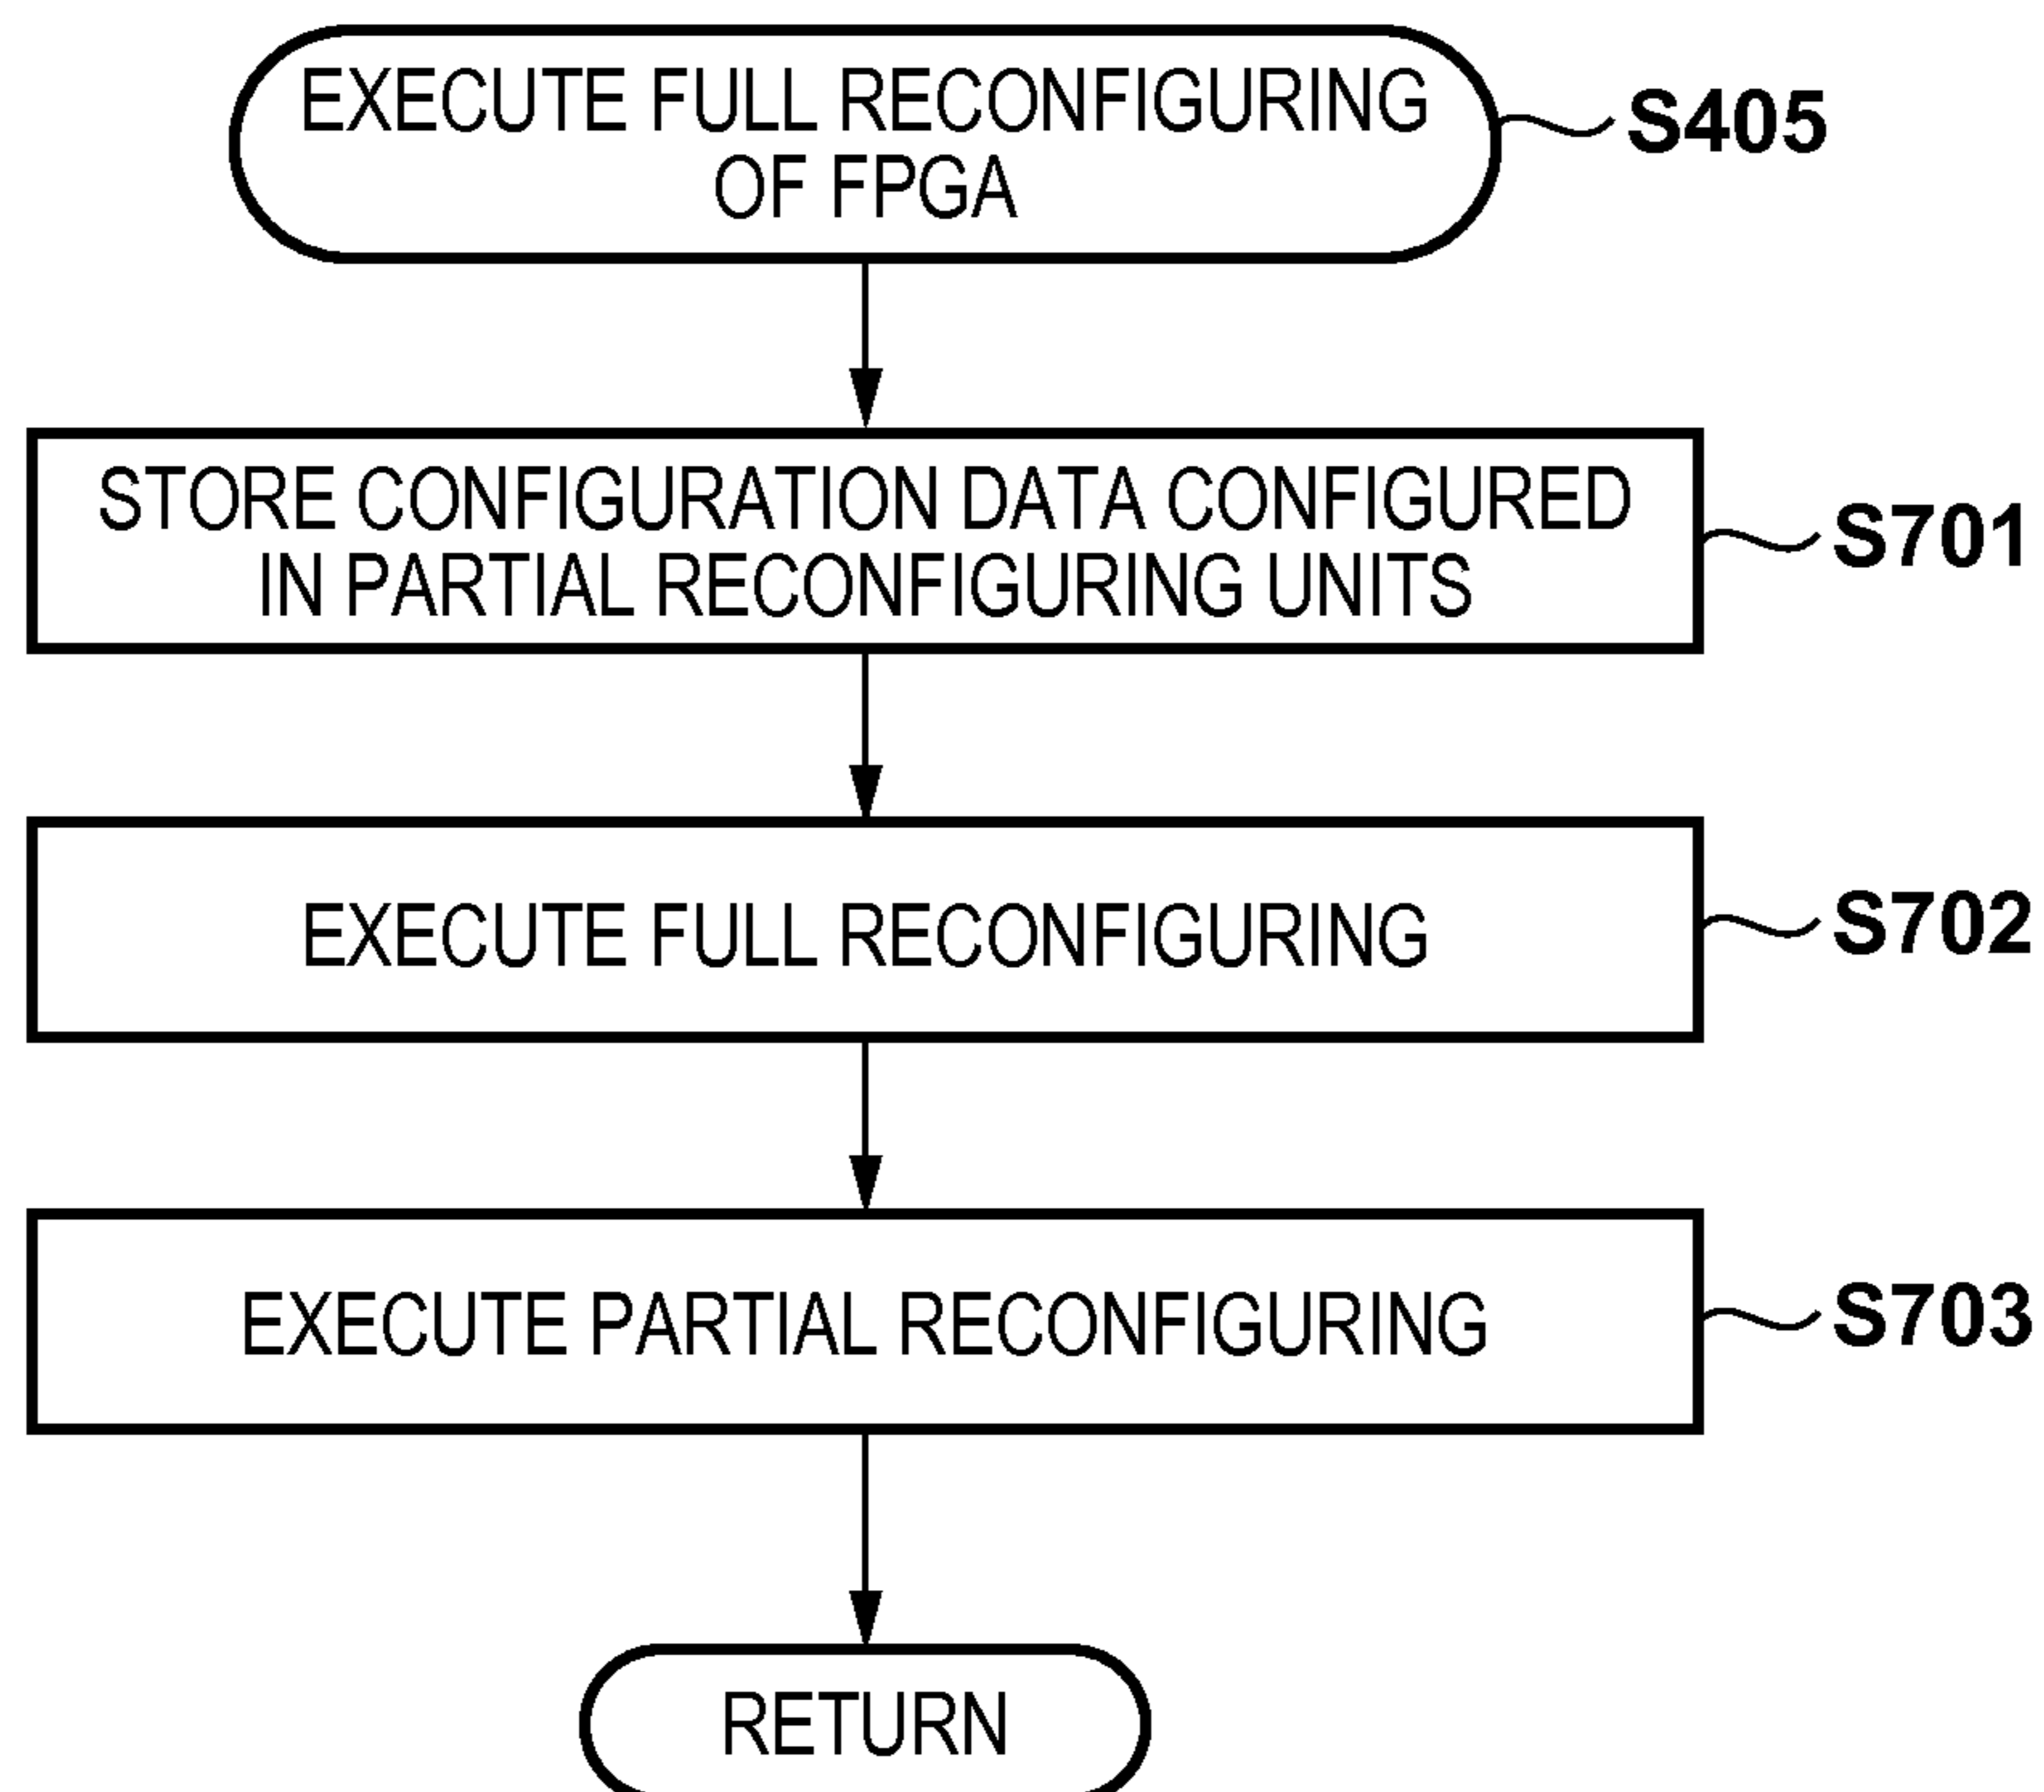 EXECUTE FULL RECONFIGURING
OF FPGA
S405
STORE CONFIGURATION DATA CONFIGURED
IN PARTIAL RECONFIGURING UNITS
S701
EXECUTE FULL RECONFIGURING
S702
EXECUTE PARTIAL RECONFIGURING
S703
RETURN